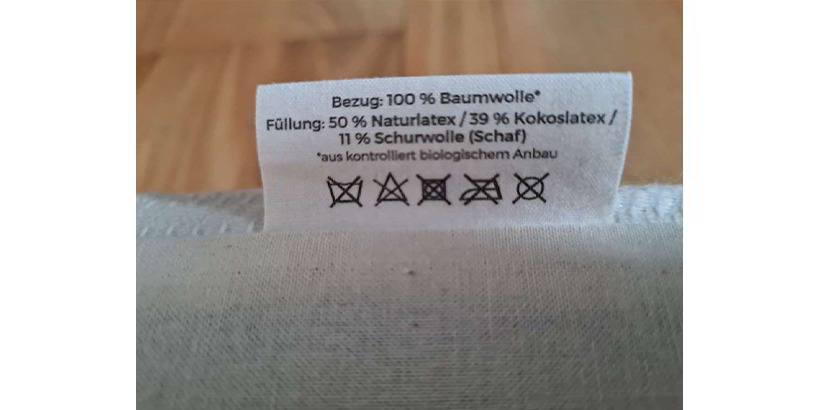 Bezug: 100 % Baumwolle*
Füllung: 50 % Naturlatex / 39 % Kokoslatex /
11 % Schurwolle (Schaf)
*aus kontrolliert biologischem Anbau